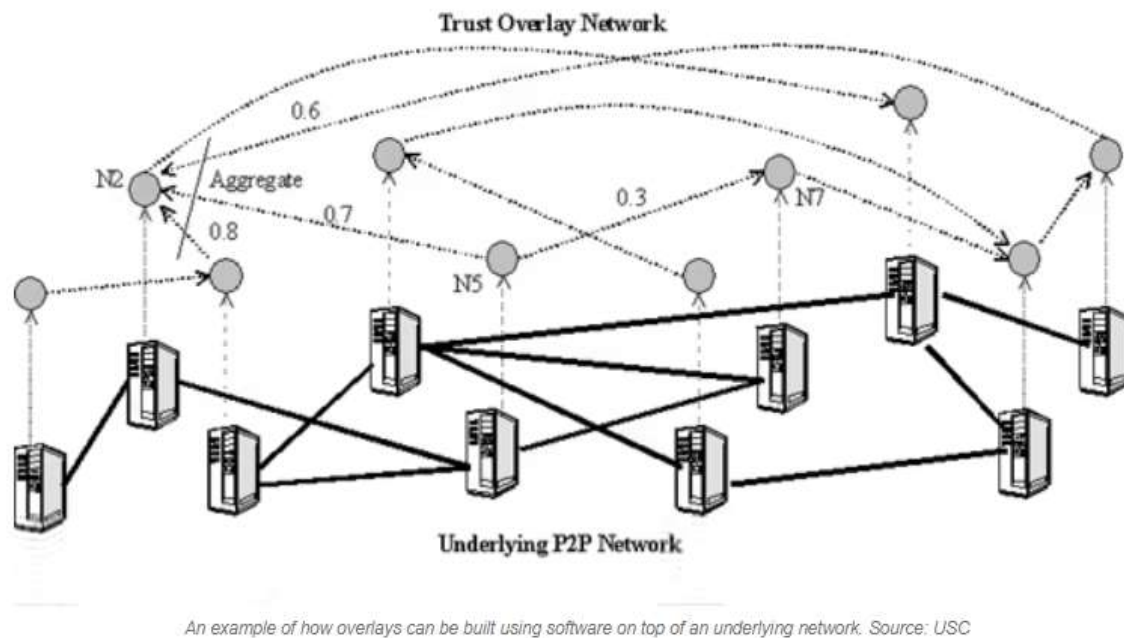 Trust Overlay Network
0.6
N2
Aggregate
0.3
N7
0.7
0.8
N5
Underlying P2P Network
An example of how overlays can be built using software on top of an underlying network. Source: USC